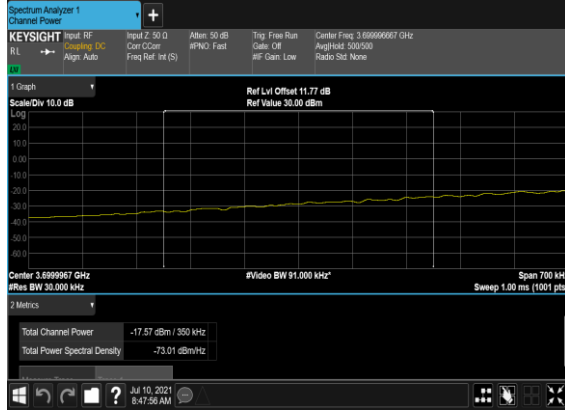 Spectrum Analyzer 1
Channel Power
KEYSIGHT Input: RF Input Z: 50 Ω Atten: 50 dB Trig: Free Run Center Freq: 3.699996667 GHz
RL Coupling: DC Corr CCorr #PNO: Fast Gate: Off Avg|Hold: 500/500
Align: Auto Freq Ref: Int (S) #IF Gain: Low Radio Std: None
1 Graph
Ref Lvl Offset 11.77 dB
Scale/Div 10.0 dB Ref Value 30.00 dBm
Log
20.0
10.0
0.00
-10.0
-20.0
-30.0
-40.0
-50.0
-60.0
Center 3.6999967 GHz #Video BW 91.000 kHz* Span 700 kH
#Res BW 30.000 kHz Sweep 1.00 ms (1001 pts
2 Metrics
Total Channel Power -17.57 dBm / 350 kHz
Total Power Spectral Density -73.01 dBm/Hz
?
Jul 10, 2021
8:47:56 AM